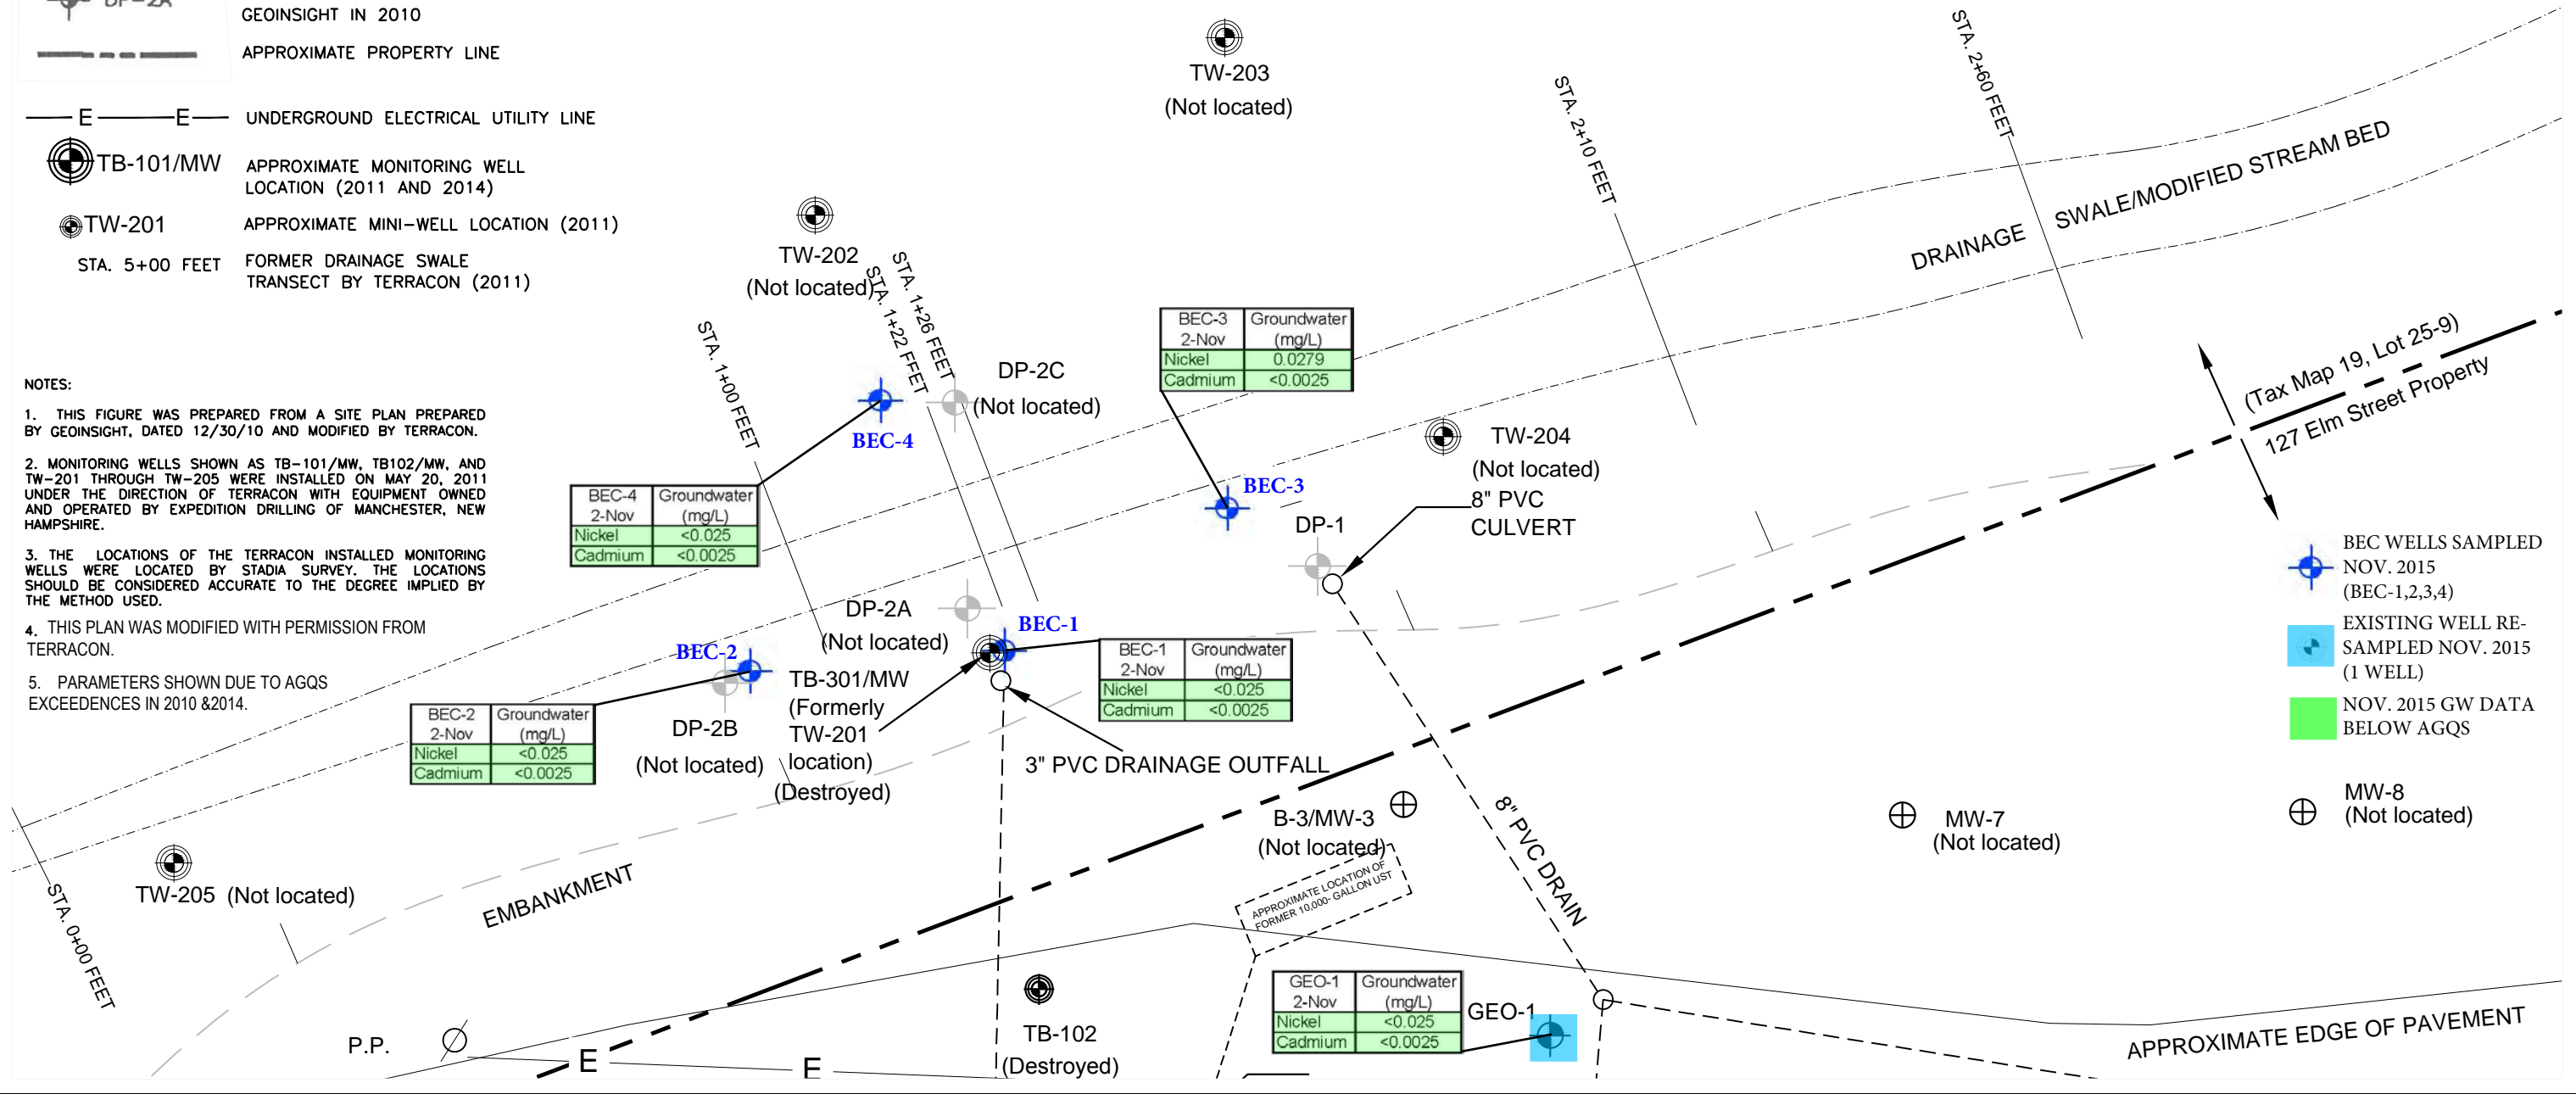 DP-2A
GEOINSIGHT IN 2010
APPROXIMATE PROPERTY LINE
E E UNDERGROUND ELECTRICAL UTILITY LINE
TB-101/MW APPROXIMATE MONITORING WELL
LOCATION (2011 AND 2014)
TW-201 APPROXIMATE MINI-WELL LOCATION (2011)
STA. 5+00 FEET FORMER DRAINAGE SWALE
TRANSECT BY TERRACON (2011)
NOTES:
1. THIS FIGURE WAS PREPARED FROM A SITE PLAN PREPARED
BY GEOINSIGHT, DATED 12/30/10 AND MODIFIED BY TERRACON.
2. MONITORING WELLS SHOWN AS TB-101/MW, TB102/MW, AND
TW-201 THROUGH TW-205 WERE INSTALLED ON MAY 20, 2011
UNDER THE DIRECTION OF TERRACON WITH EQUIPMENT OWNED
AND OPERATED BY EXPEDITION DRILLING OF MANCHESTER, NEW
HAMPSHIRE.
3. THE LOCATIONS OF THE TERRACON INSTALLED MONITORING
WELLS WERE LOCATED BY STADIA SURVEY. THE LOCATIONS
SHOULD BE CONSIDERED ACCURATE TO THE DEGREE IMPLIED BY
THE METHOD USED.
4. THIS PLAN WAS MODIFIED WITH PERMISSION FROM
TERRACON.
5. PARAMETERS SHOWN DUE TO AGQS
EXCEEDENCES IN 2010 &2014.
TW-203
(Not located)
TW-202
(Not located)
STA. 1+00 FEET
STA. 1+22 FFET
STA. 1+26 FEET
STA. 2+10 FEET
STA. 2+60 FEET
DRAINAGE SWALE/MODIFIED STREAM BED
DP-2C
(Not located)
BEC-4
BEC-4 Groundwater
2-Nov (mg/L)
Nickel <0.025
Cadmium <0.0025
BEC-3 Groundwater
2-Nov (mg/L)
Nickel 0.0279
Cadmium <0.0025
BEC-3
TW-204
(Not located)
8" PVC
CULVERT
DP-1
(Tax Map 19, Lot 25-9)
127 Elm Street Property
BEC WELLS SAMPLED
NOV. 2015
(BEC-1,2,3,4)
EXISTING WELL RE-
SAMPLED NOV. 2015
(1 WELL)
NOV. 2015 GW DATA
BELOW AGQS
DP-2A
(Not located)
BEC-1
BEC-1 Groundwater
2-Nov (mg/L)
Nickel <0.025
Cadmium <0.0025
BEC-2
BEC-2 Groundwater
2-Nov (mg/L)
Nickel <0.025
Cadmium <0.0025
DP-2B
(Not located)
TB-301/MW
(Formerly
TW-201
location)
(Destroyed)
3" PVC DRAINAGE OUTFALL
B-3/MW-3
(Not located)
8" PVC DRAIN
MW-7
(Not located)
MW-8
(Not located)
APPROXIMATE LOCATION OF
FORMER 10,000- GALLON UST
TW-205 (Not located)
STA. 0+00 FEET
EMBANKMENT
P.P.
E
E
TB-102
(Destroyed)
GEO-1 Groundwater
2-Nov (mg/L)
Nickel <0.025
Cadmium <0.0025
GEO-1
APPROXIMATE EDGE OF PAVEMENT